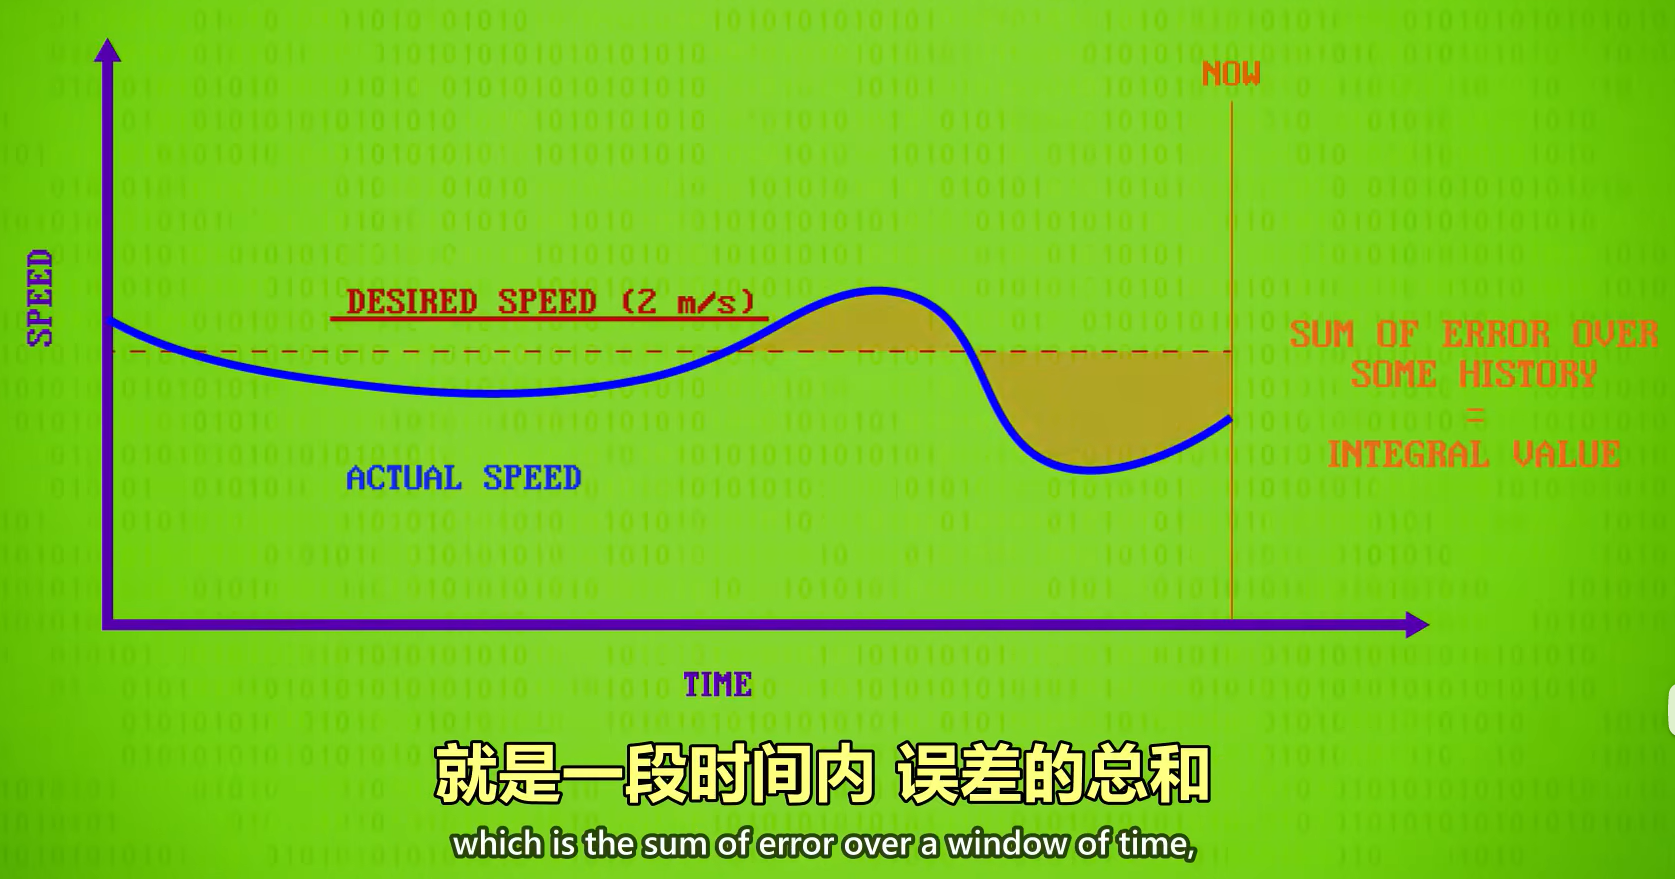 NOW
SPEED
DESIRED SPEED (2 m/s)
SUM OF ERROR OVER
SOME HISTORY
=
INTEGRAL VALUE
ACTUAL SPEED
TIME
就是一段时间内 误差的总和
which is the sum of error over a window of time,